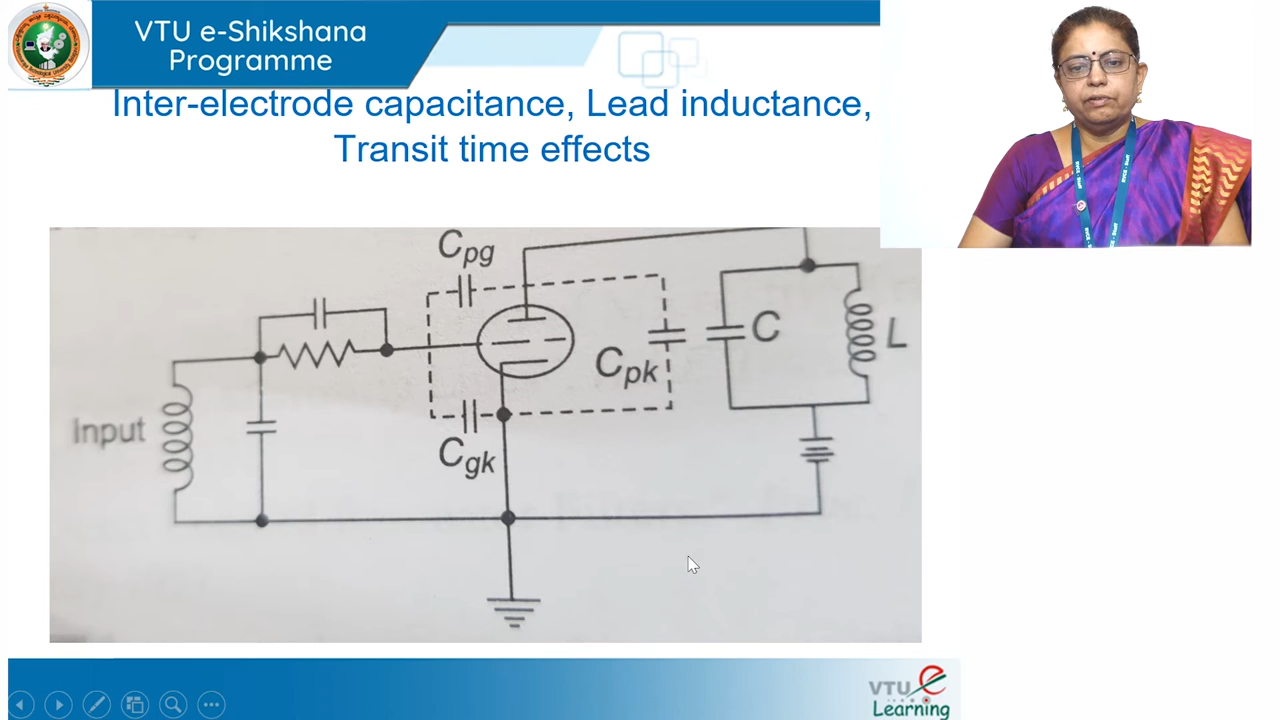 VTU e-Shikshana
Programme
Inter-electrode capacitance, Lead inductance,
Transit time effects
Cpg
C
L
Cpk
Input
Cgk
VTU e
Learning